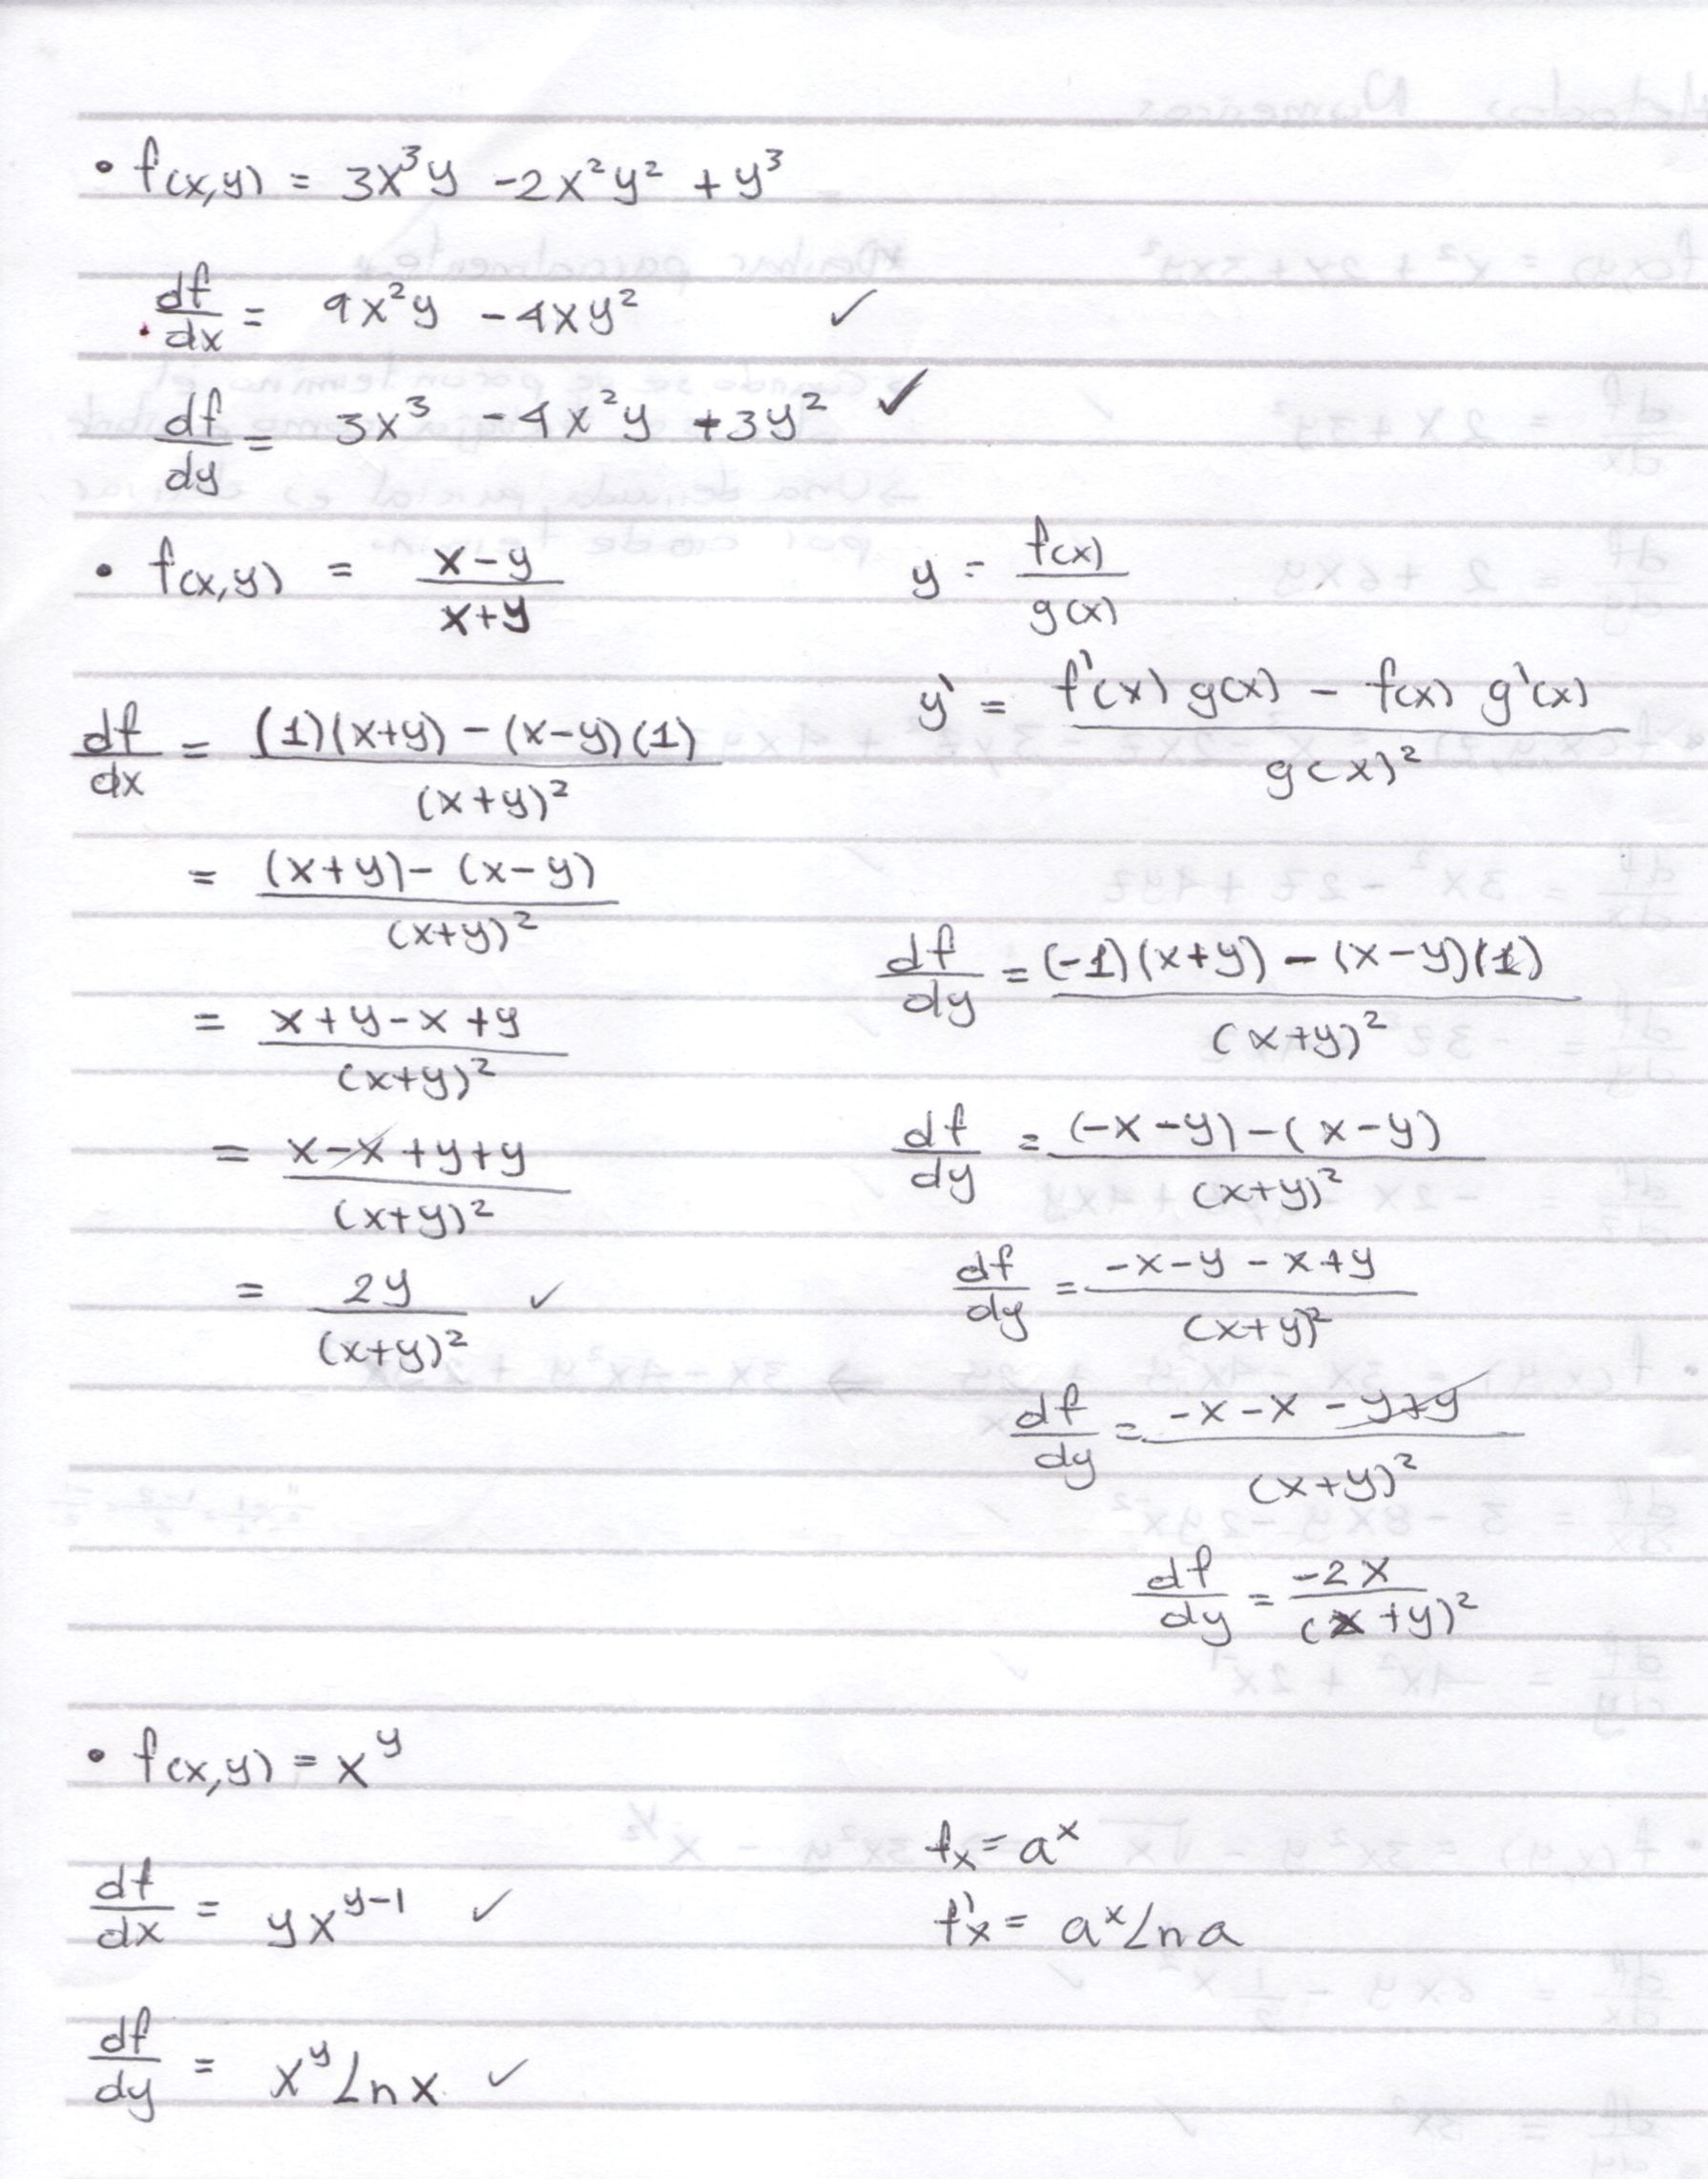 • f(x,y) = 3x³y - 2x²y² + y³
df/dx = 9x²y - 4xy² ✓
df/dy = 3x³ - 4x²y + 3y² ✓
• f(x,y) = (x-y)/(x+y)
df/dx = ((1)(x+y) - (x-y)(1))/(x+y)²
= ((x+y) - (x-y))/(x+y)²
= (x+y-x+y)/(x+y)²
= (x-x+y+y)/(x+y)²
= 2y/(x+y)² ✓
y = f(x)/g(x)
y' = (f'(x) g(x) - f(x) g'(x))/g(x)²
df/dy = ((-1)(x+y) - (x-y)(1))/(x+y)²
df/dy = ((-x-y) - (x-y))/(x+y)²
df/dy = (-x-y-x+y)/(x+y)²
df/dy = (-x-x-y+y)/(x+y)²
df/dy = -2x/(x+y)²
• f(x,y) = x^y
df/dx = yx^(y-1) ✓
df/dy = x^y Ln x ✓
fx = a^x
f'x = a^x Ln a